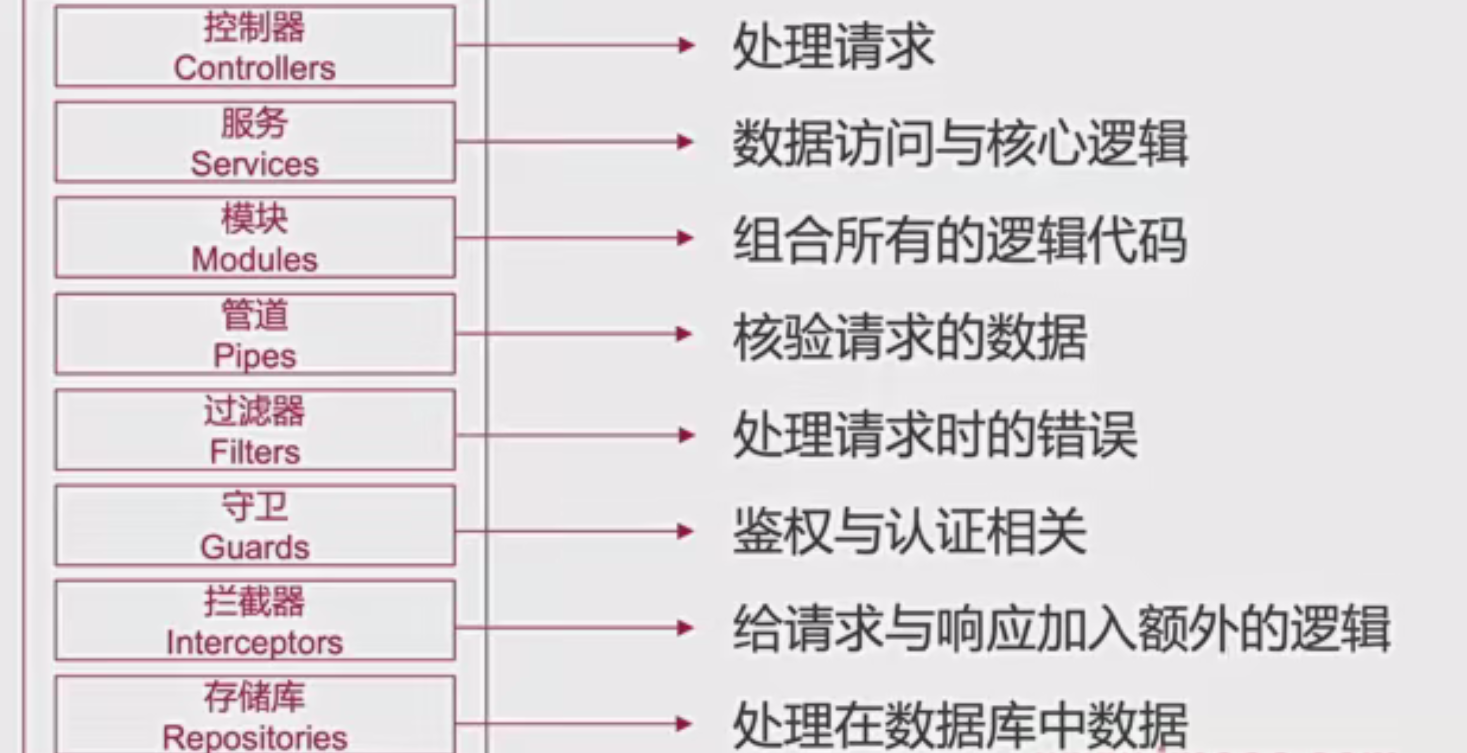 控制器
Controllers
处理请求
服务
Services
数据访问与核心逻辑
模块
Modules
组合所有的逻辑代码
管道
Pipes
核验请求的数据
过滤器
Filters
处理请求时的错误
守卫
Guards
鉴权与认证相关
拦截器
Interceptors
给请求与响应加入额外的逻辑
存储库
Repositories
处理在数据库中数据